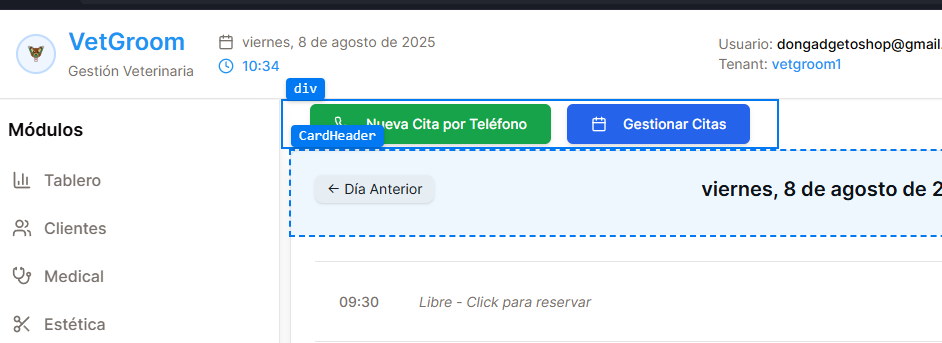 VetGroom
Gestión Veterinaria
viernes, 8 de agosto de 2025
10:34
Usuario: dongadgetoshop@gmail.
Tenant: vetgroom1
div
Nueva Cita por Teléfono
Gestionar Citas
CardHeader
Módulos
Tablero
Clientes
Medical
Estética
← Día Anterior
viernes, 8 de agosto de 2
09:30
Libre - Click para reservar